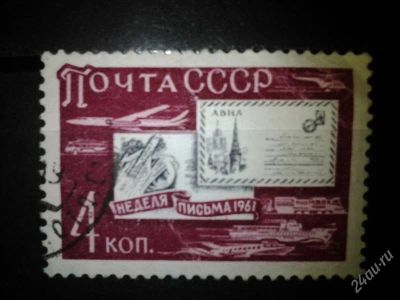 ПОЧТА СССР
АВИА
НЕДЕЛЯ ПИСЬМА 1961
4 КОП.
24au.ru